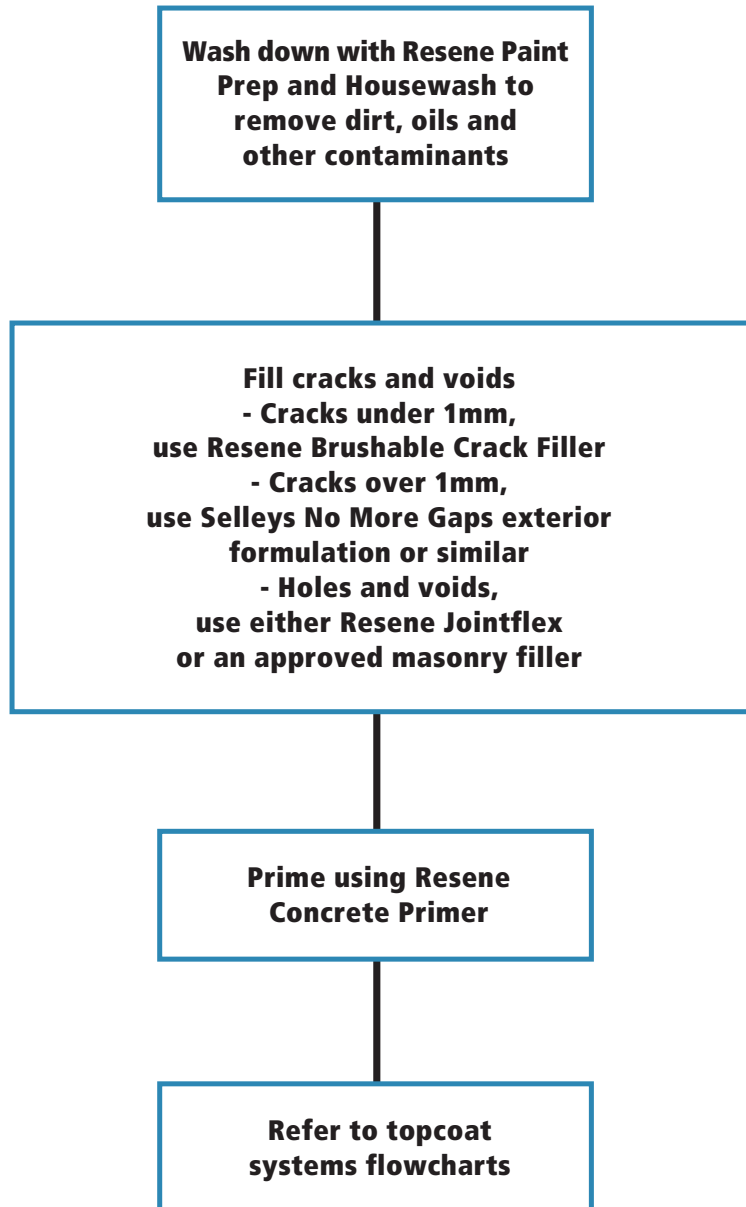 Wash down with Resene Paint
Prep and Housewash to
remove dirt, oils and
other contaminants
Fill cracks and voids
- Cracks under 1mm,
use Resene Brushable Crack Filler
- Cracks over 1mm,
use Selleys No More Gaps exterior
formulation or similar
- Holes and voids,
use either Resene Jointflex
or an approved masonry filler
Prime using Resene
Concrete Primer
Refer to topcoat
systems flowcharts